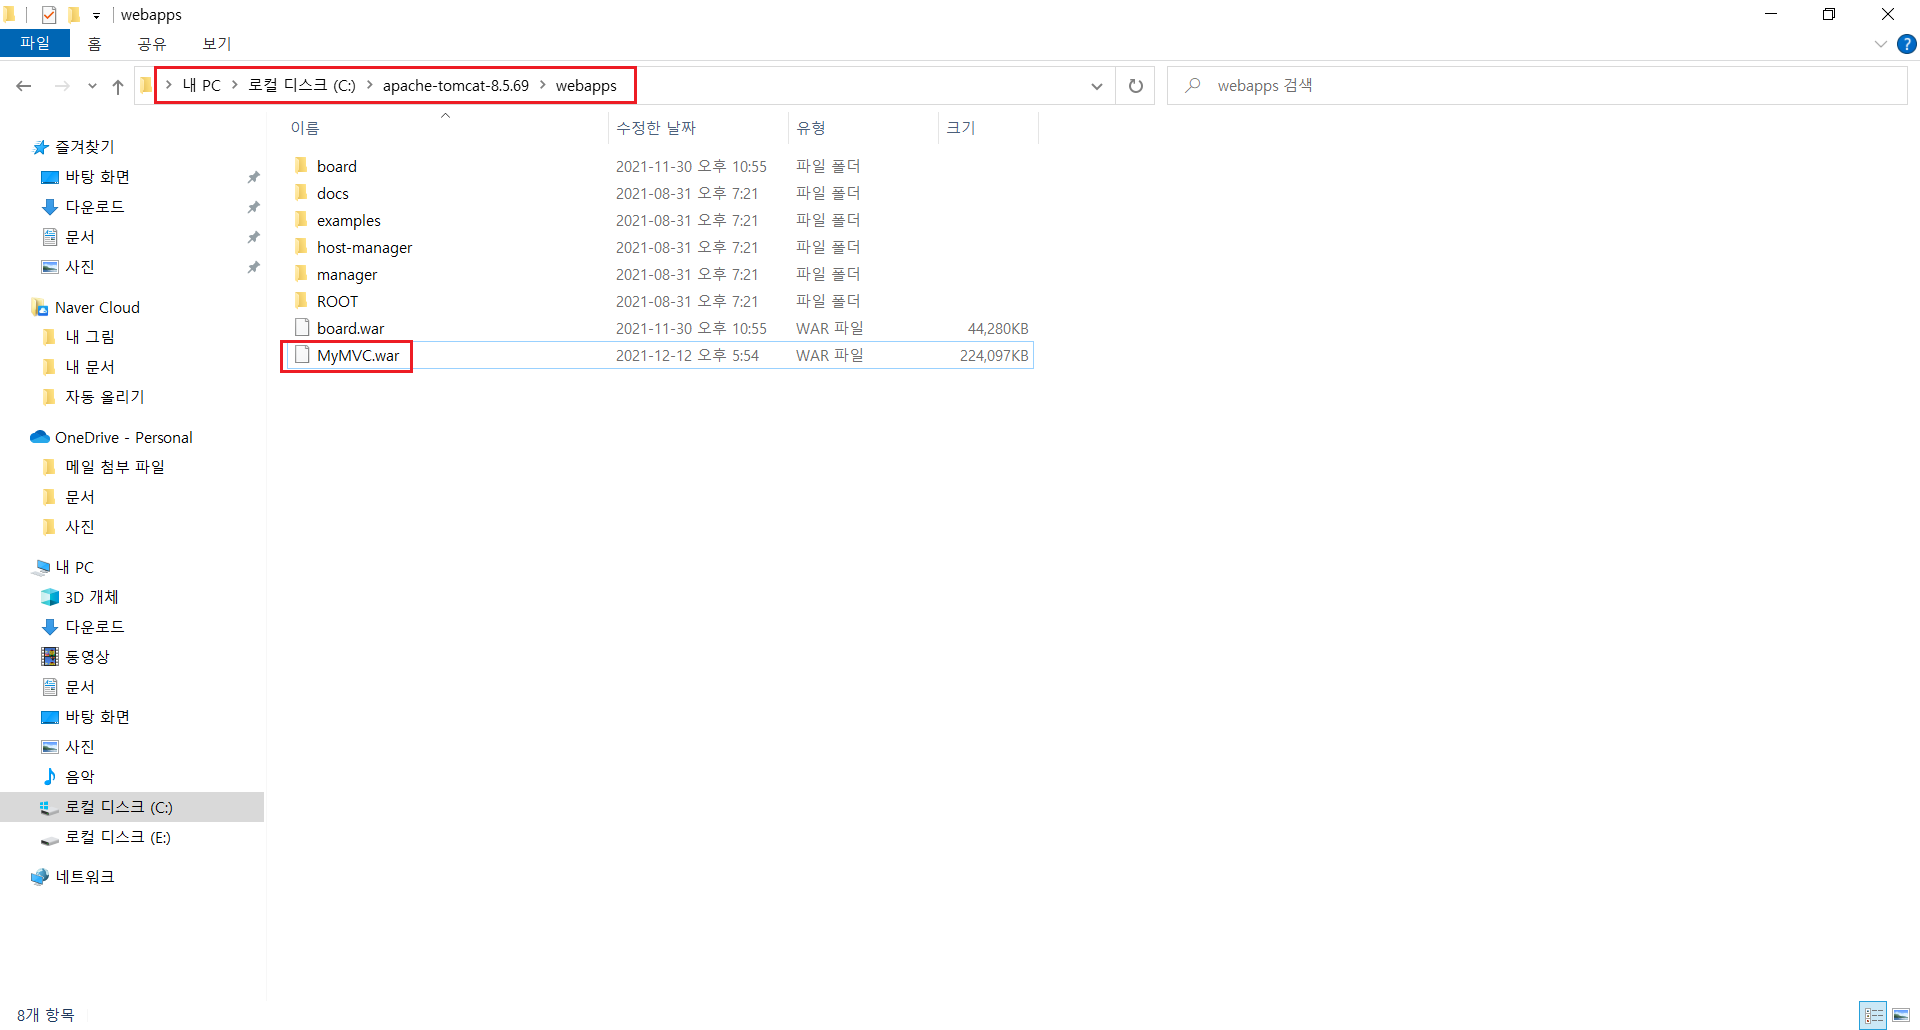 webapps
파일 홈 공유 보기
내 PC 로컬 디스크 (C:) apache-tomcat-8.5.69 webapps
webapps 검색
이름 수정한 날짜 유형 크기
board 2021-11-30 오후 10:55 파일 폴더
docs 2021-08-31 오후 7:21 파일 폴더
examples 2021-08-31 오후 7:21 파일 폴더
host-manager 2021-08-31 오후 7:21 파일 폴더
manager 2021-08-31 오후 7:21 파일 폴더
ROOT 2021-08-31 오후 7:21 파일 폴더
board.war 2021-11-30 오후 10:55 WAR 파일 44,280KB
MyMVC.war 2021-12-12 오후 5:54 WAR 파일 224,097KB
즐겨찾기
바탕 화면
다운로드
문서
사진
Naver Cloud
내 그림
내 문서
자동 올리기
OneDrive - Personal
메일 첨부 파일
문서
사진
내 PC
3D 개체
다운로드
동영상
문서
바탕 화면
사진
음악
로컬 디스크 (C:)
로컬 디스크 (E:)
네트워크
8개 항목